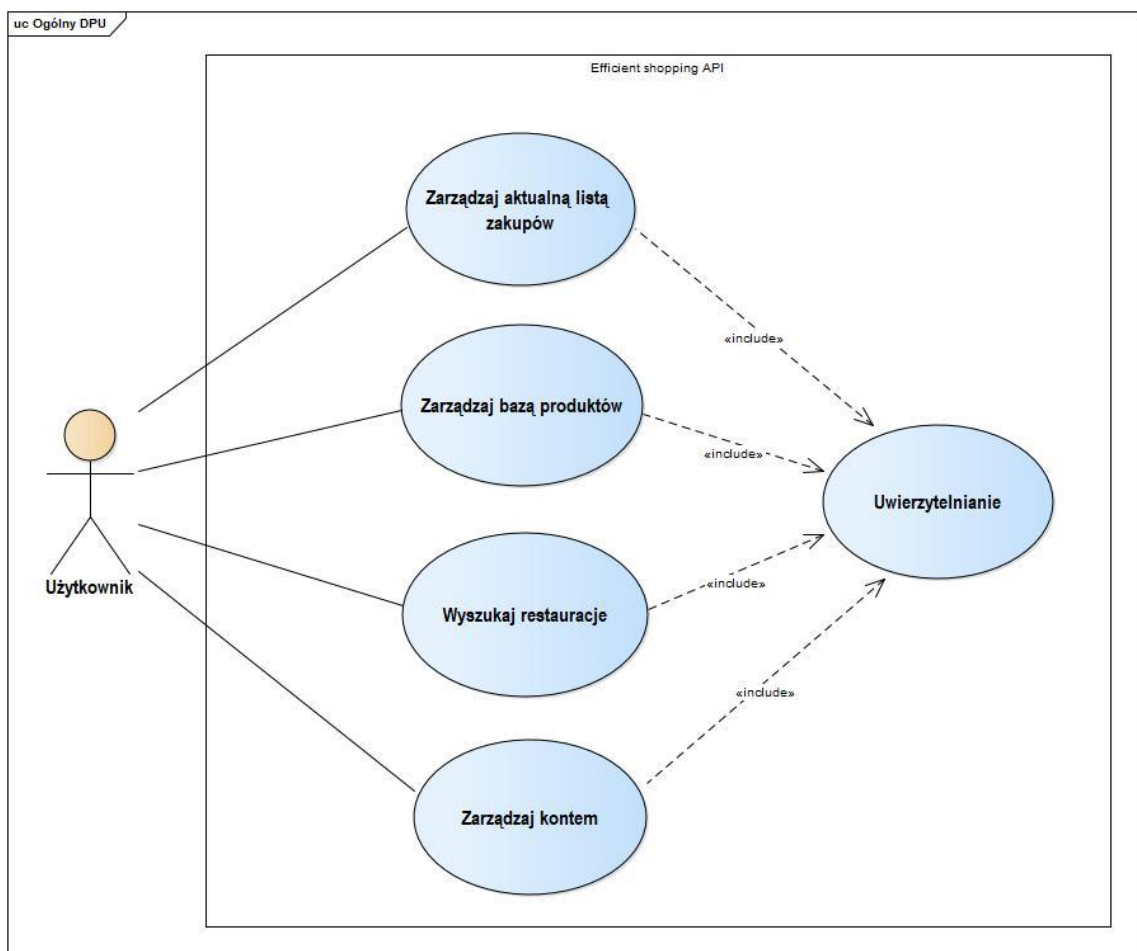 uc Ogólny DPU
Efficient shopping API
Zarządzaj aktualną listą
zakupów
«include»
Zarządzaj bazą produktów
«include»
Uwierzytelnianie
Użytkownik
«include»
Wyszukaj restauracje
«include»
Zarządzaj kontem